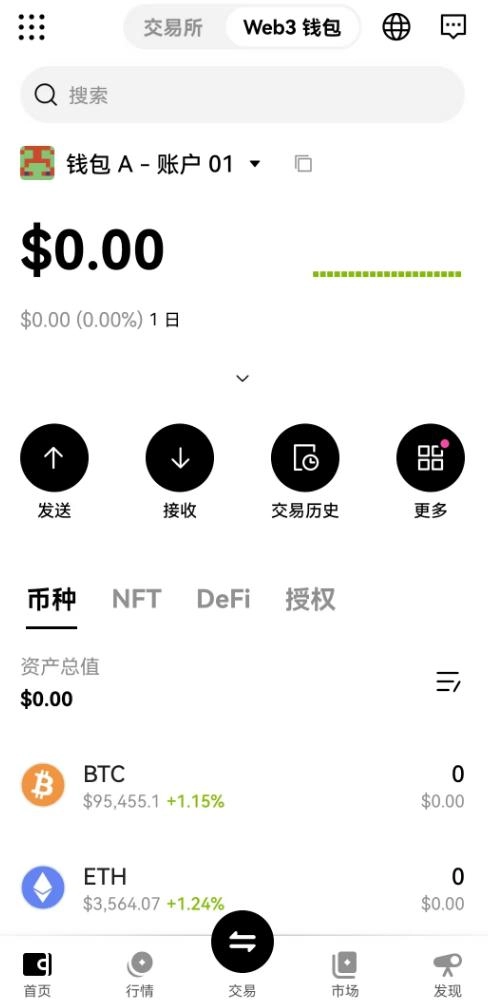 交易所 Web3 钱包
搜索
钱包 A - 账户 01
$0.00
$0.00 (0.00%) 1 日
发送 接收 交易历史 更多
币种 NFT DeFi 授权
资产总值
$0.00
BTC 0
$95,455.1 +1.15% $0.00
ETH 0
$3,564.07 +1.24% $0.00
首页 行情 交易 市场 发现